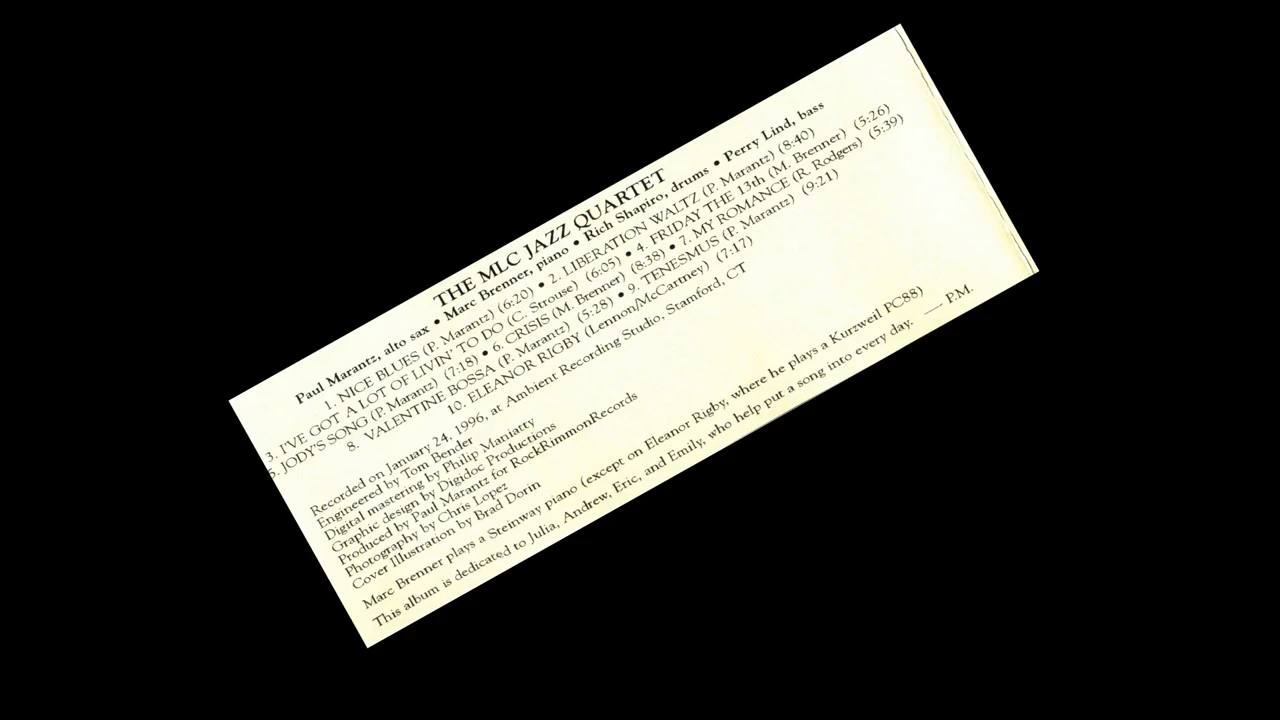 THE MLC JAZZ QUARTET
Paul Marantz, alto sax • Marc Brenner, piano • Rich Shapiro, drums • Perry Lind, bass
1. NICE BLUES (P. Marantz) (6:20) • 2. LIBERATION WALTZ (P. Marantz) (8:40)
3. I'VE GOT A LOT OF LIVIN' TO DO (C. Strouse) (6:05) • 4. FRIDAY THE 13th (M. Brenner) (5:26)
5. JODY'S SONG (P. Marantz) (7:18) • 6. CRISIS (M. Brenner) (8:38) • 7. MY ROMANCE (R. Rodgers) (5:39)
8. VALENTINE BOSSA (P. Marantz) (5:28) • 9. TENESMUS (P. Marantz) (9:21)
10. ELEANOR RIGBY (Lennon/McCartney) (7:17)
Recorded on January 24, 1996, at Ambient Recording Studio, Stamford, CT
Engineered by Tom Bender
Digital mastering by Philip Maniatty
Graphic design by Digidoc Productions
Produced by Paul Marantz for RockRimmonRecords
Photography by Chris Lopez
Cover Illustration by Brad Dorin
Marc Brenner plays a Steinway piano (except on Eleanor Rigby, where he plays a Kurzweil PC88)
This album is dedicated to Julia, Andrew, Eric, and Emily, who help put a song into every day. — P.M.